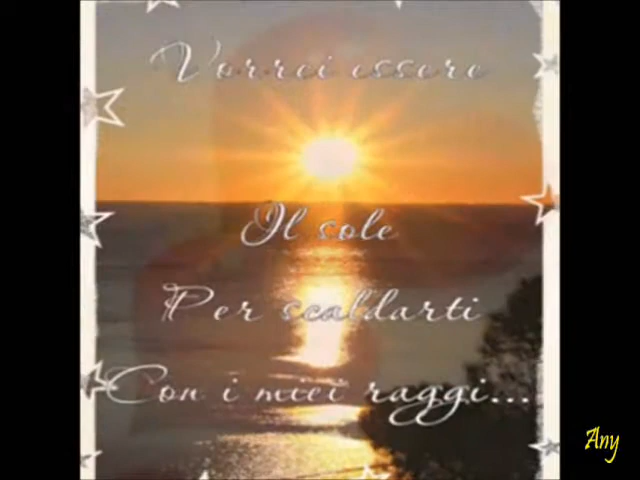 Vorrei essere
Il sole
Per scaldarti
Con i miei raggi...
Any